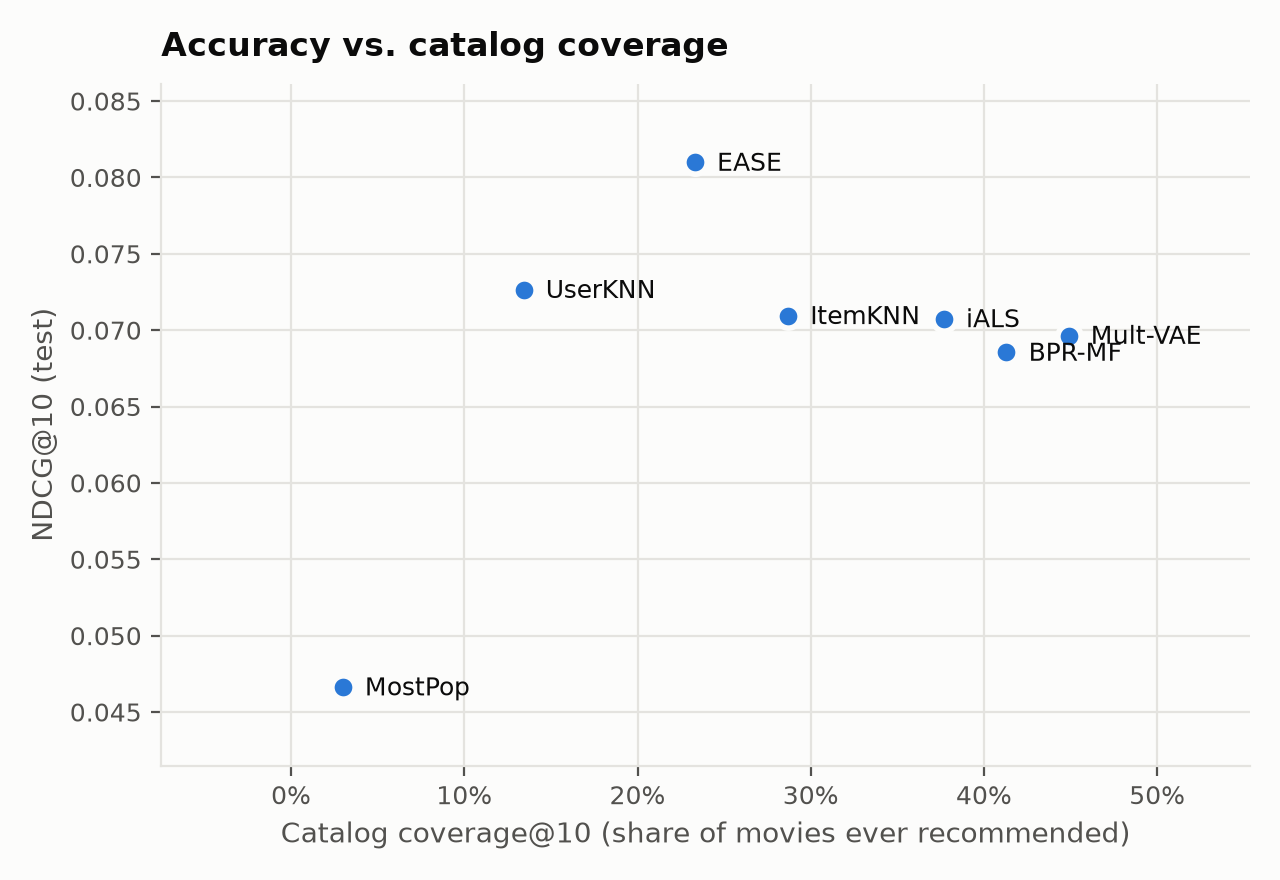 Accuracy vs. catalog coverage
NDCG@10 (test)
0.085
0.080
0.075
0.070
0.065
0.060
0.055
0.050
0.045
EASE
UserKNN
ItemKNN
iALS
Mult-VAE
BPR-MF
MostPop
0%
10%
20%
30%
40%
50%
Catalog coverage@10 (share of movies ever recommended)